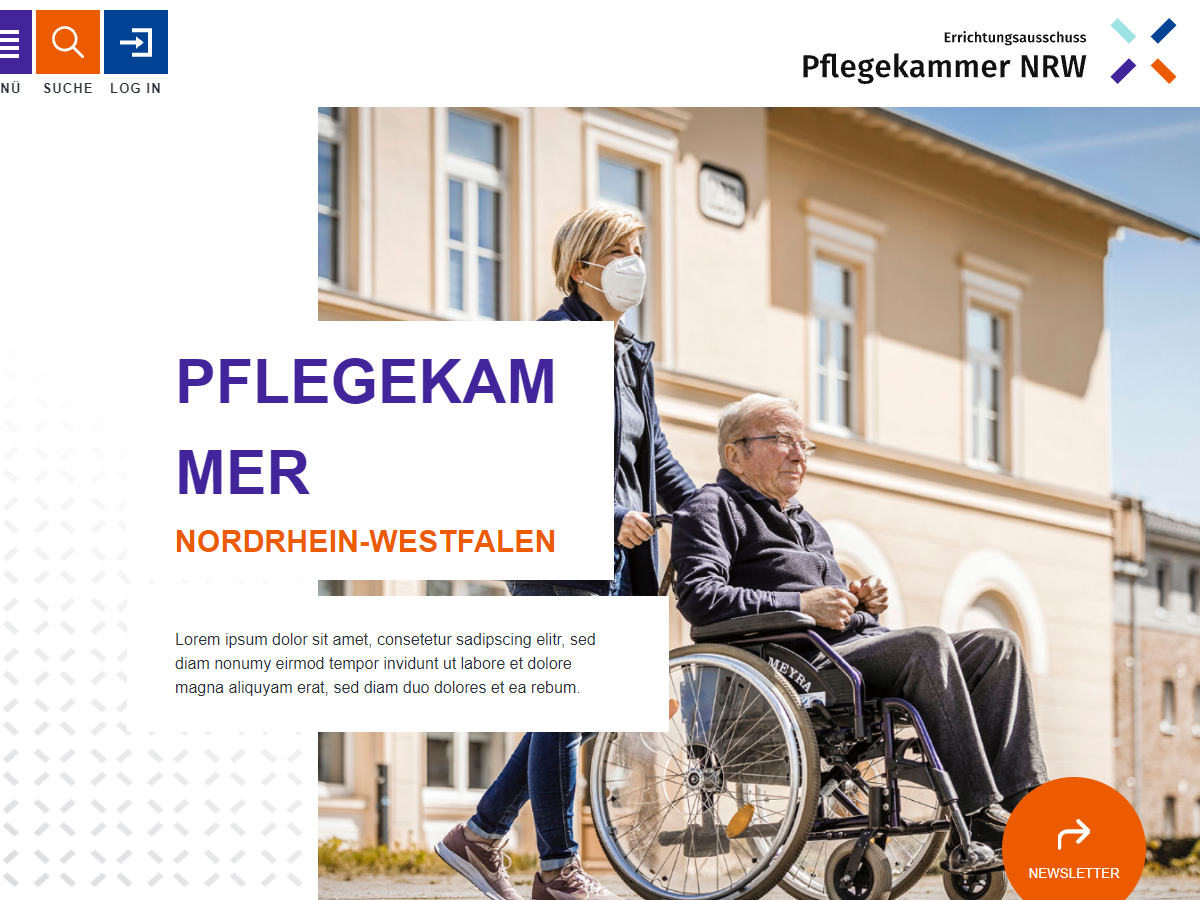 NÜ
SUCHE
LOG IN
Errichtungsausschuss
Pflegekammer NRW
PFLEGEKAM
MER
NORDRHEIN-WESTFALEN
Lorem ipsum dolor sit amet, consetetur sadipscing elitr, sed
diam nonumy eirmod tempor invidunt ut labore et dolore
magna aliquyam erat, sed diam duo dolores et ea rebum.
MEYRA
NEWSLETTER